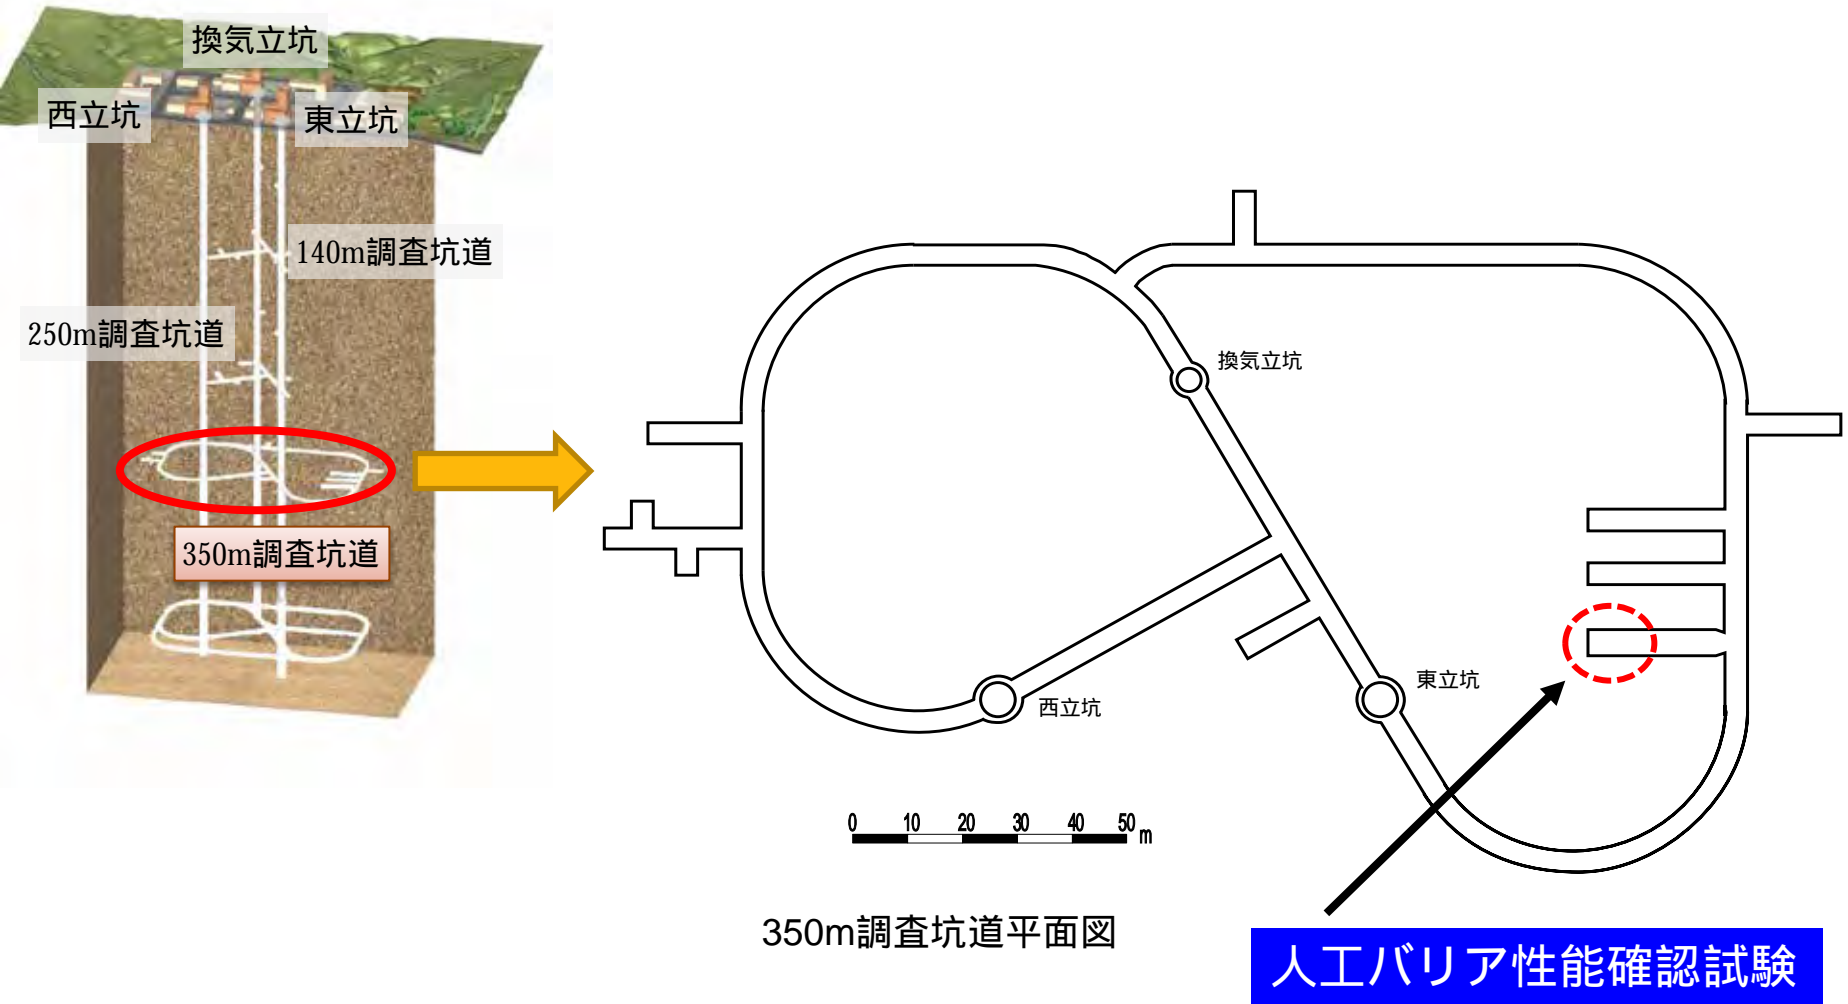 換気立坑
西立坑
東立坑
140m調査坑道
250m調査坑道
350m調査坑道
換気立坑
西立坑
東立坑
0 10 20 30 40 50 m
350m調査坑道平面図
人工バリア性能確認試験